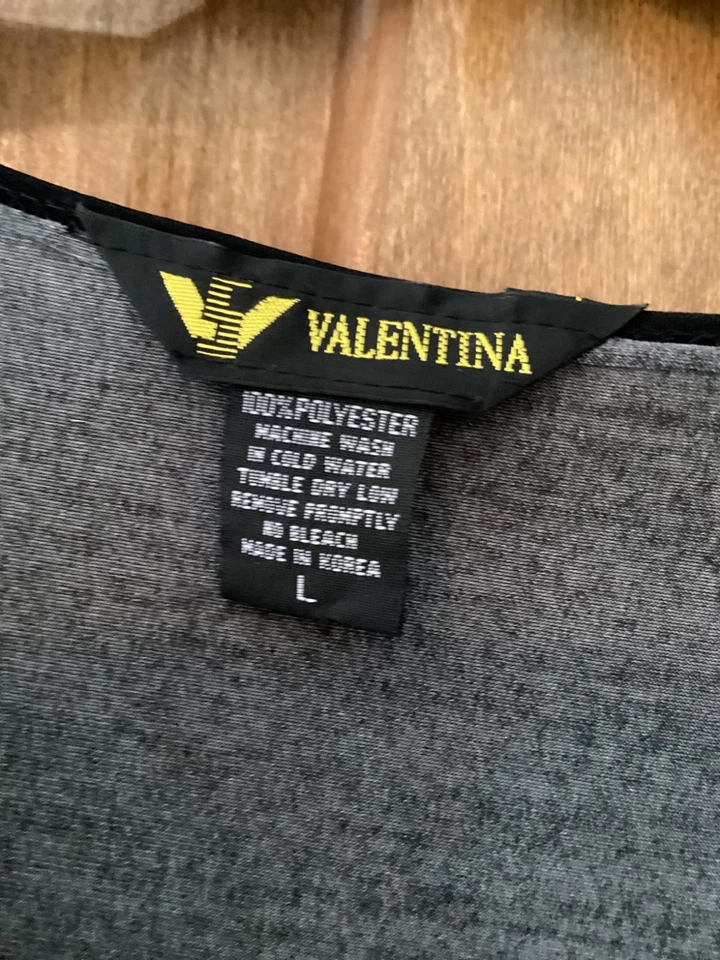 VALENTINA
100%POLYESTER
MACHINE WASH
IN COLD WATER
TUMBLE DRY LOW
REMOVE PROMPTLY
NO BLEACH
MADE IN KOREA
L